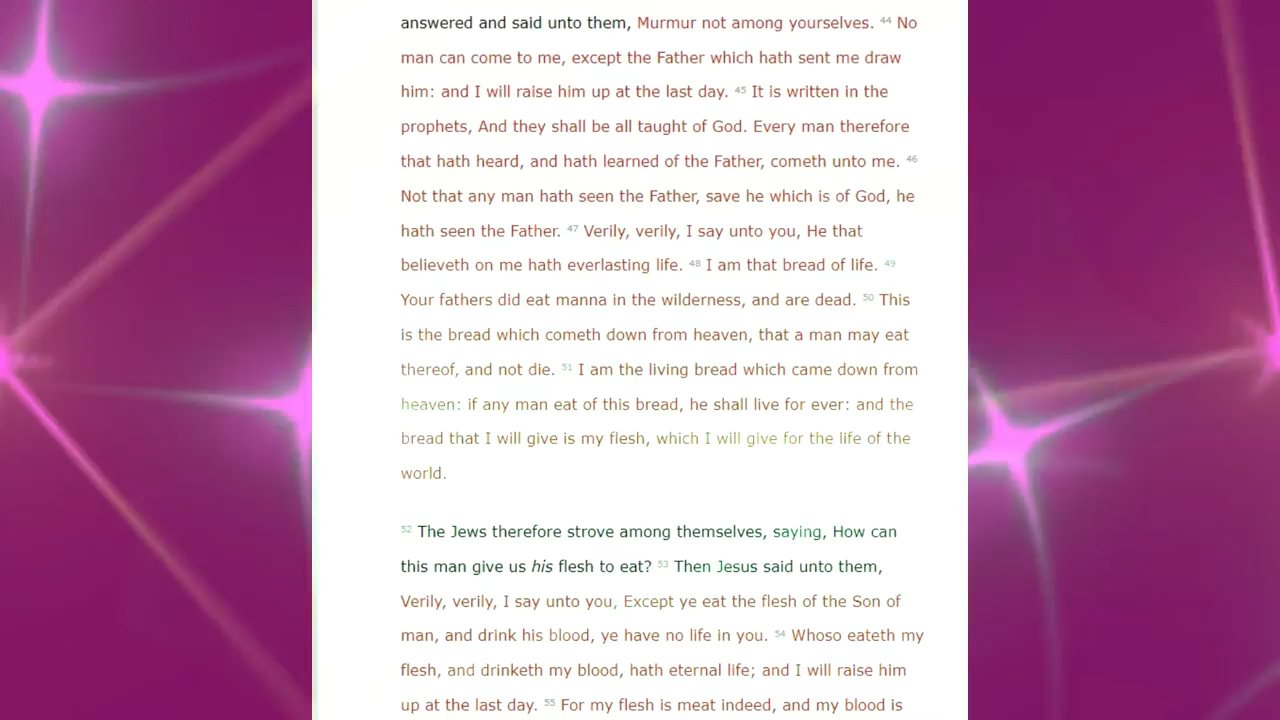 answered and said unto them, Murmur not among yourselves. 44 No
man can come to me, except the Father which hath sent me draw
him: and I will raise him up at the last day. 45 It is written in the
prophets, And they shall be all taught of God. Every man therefore
that hath heard, and hath learned of the Father, cometh unto me. 46
Not that any man hath seen the Father, save he which is of God, he
hath seen the Father. 47 Verily, verily, I say unto you, He that
believeth on me hath everlasting life. 48 I am that bread of life. 49
Your fathers did eat manna in the wilderness, and are dead. 50 This
is the bread which cometh down from heaven, that a man may eat
thereof, and not die. 51 I am the living bread which came down from
heaven: if any man eat of this bread, he shall live for ever: and the
bread that I will give is my flesh, which I will give for the life of the
world.
52 The Jews therefore strove among themselves, saying, How can
this man give us his flesh to eat? 53 Then Jesus said unto them,
Verily, verily, I say unto you, Except ye eat the flesh of the Son of
man, and drink his blood, ye have no life in you. 54 Whoso eateth my
flesh, and drinketh my blood, hath eternal life; and I will raise him
up at the last day. 55 For my flesh is meat indeed, and my blood is